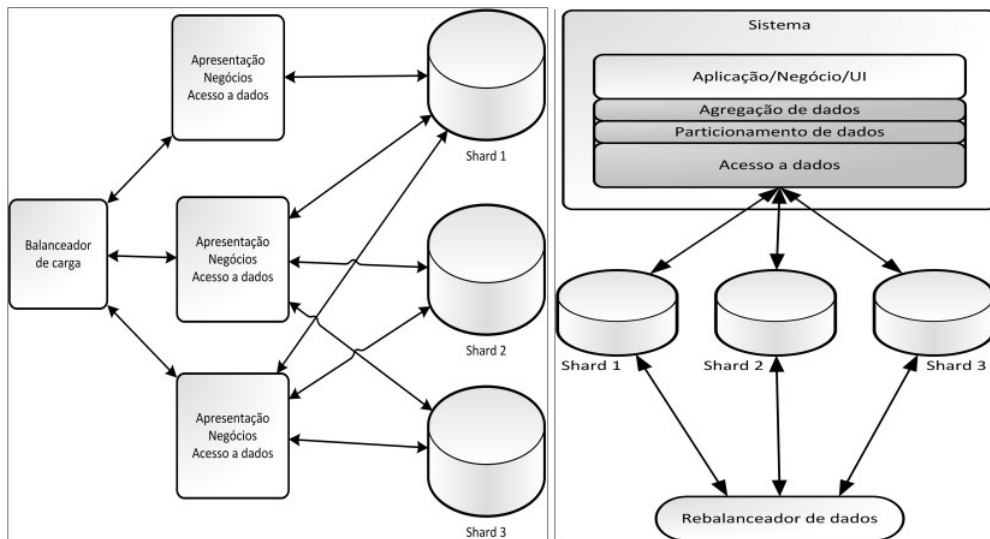 Apresentação
Negócios
Acesso a dados
Shard 1
Balanceador
de carga
Apresentação
Negócios
Acesso a dados
Shard 2
Apresentação
Negócios
Acesso a dados
Shard 3
Sistema
Aplicação/Negócio/UI
Agregação de dados
Particionamento de dados
Acesso a dados
Shard 1
Shard 2
Shard 3
Rebalanceador de dados